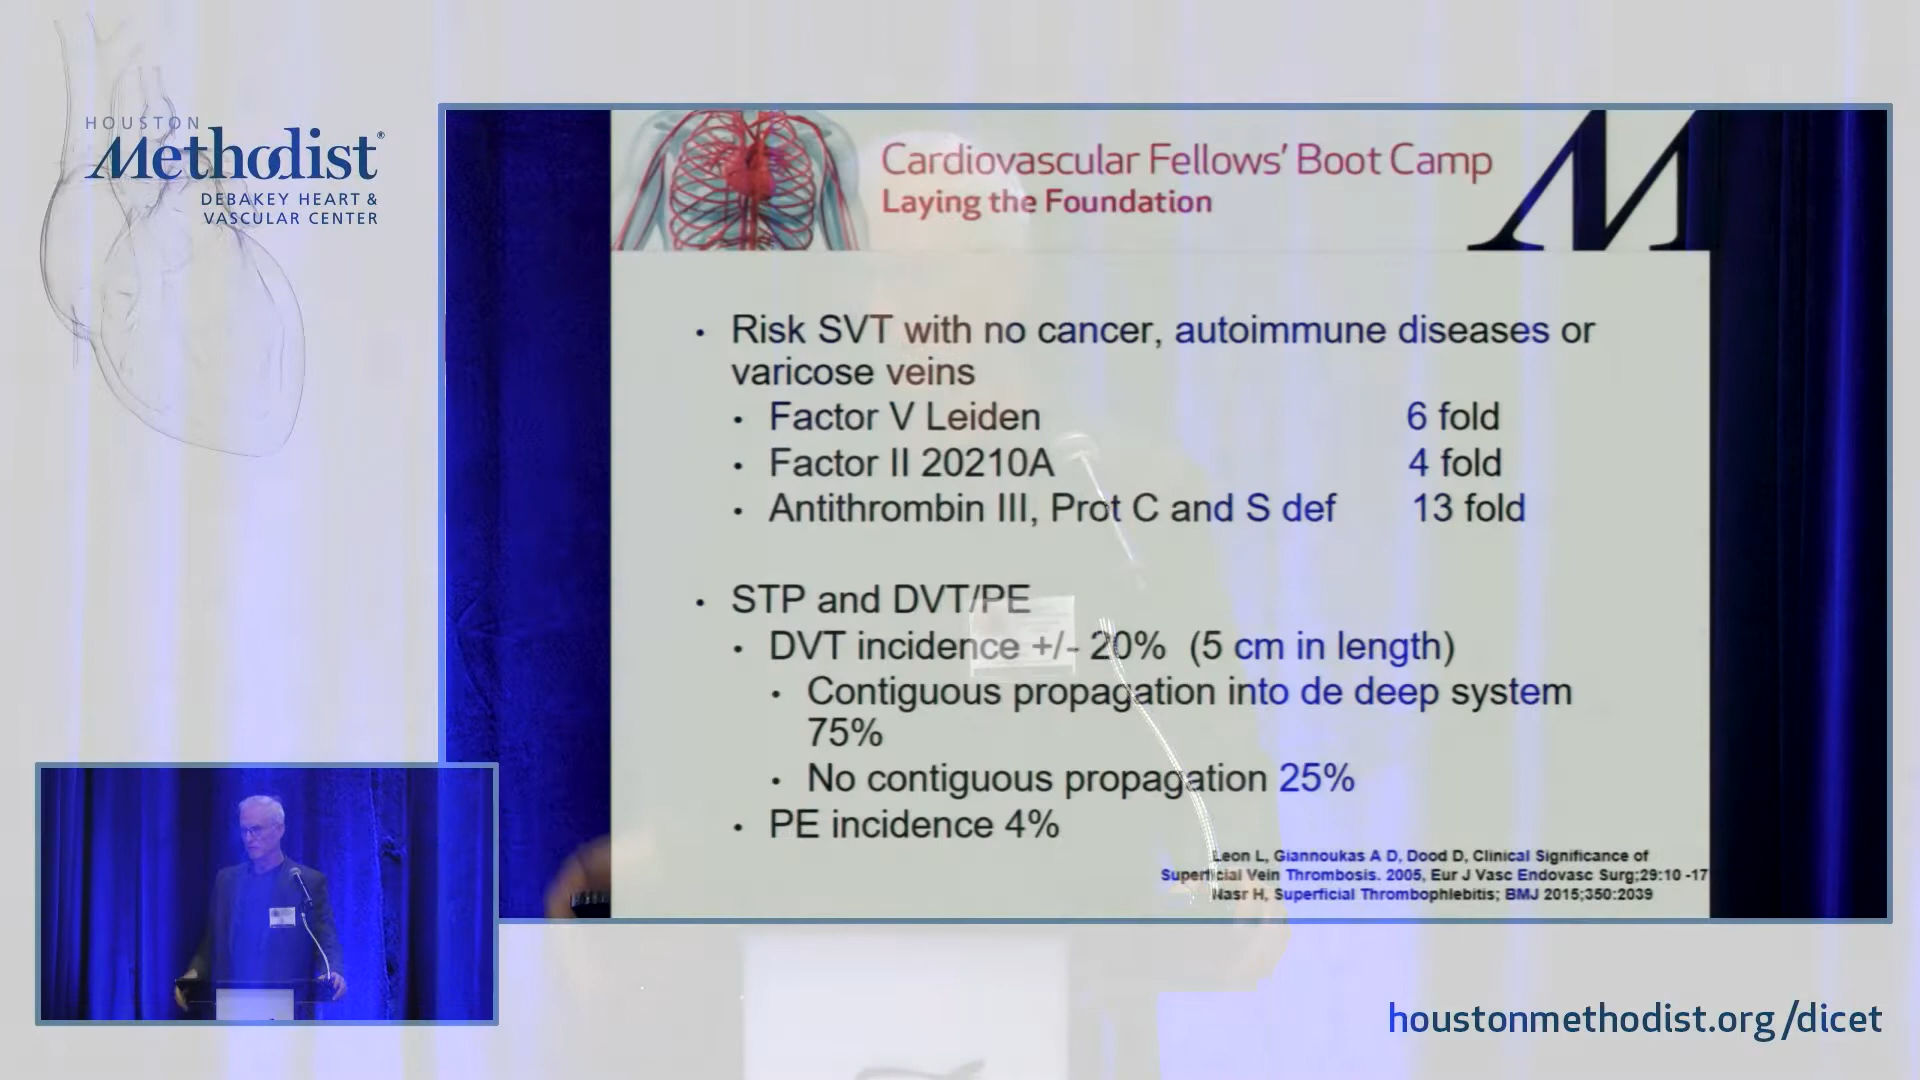 HOUSTON
Methodist®
DEBAKEY HEART &
VASCULAR CENTER
Cardiovascular Fellows' Boot Camp
Laying the Foundation
M
• Risk SVT with no cancer, autoimmune diseases or
varicose veins
• Factor V Leiden 6 fold
• Factor II 20210A 4 fold
• Antithrombin III, Prot C and S def 13 fold
• STP and DVT/PE
• DVT incidence +/- 20% (5 cm in length)
• Contiguous propagation into de deep system
75%
• No contiguous propagation 25%
• PE incidence 4%
Leon L, Giannoukas A D, Dood D, Clinical Significance of
Superficial Vein Thrombosis. 2005, Eur J Vasc Endovasc Surg;29:10 -17
Nasr H, Superficial Thrombophlebitis; BMJ 2015;350:2039
houstonmethodist.org/dicet